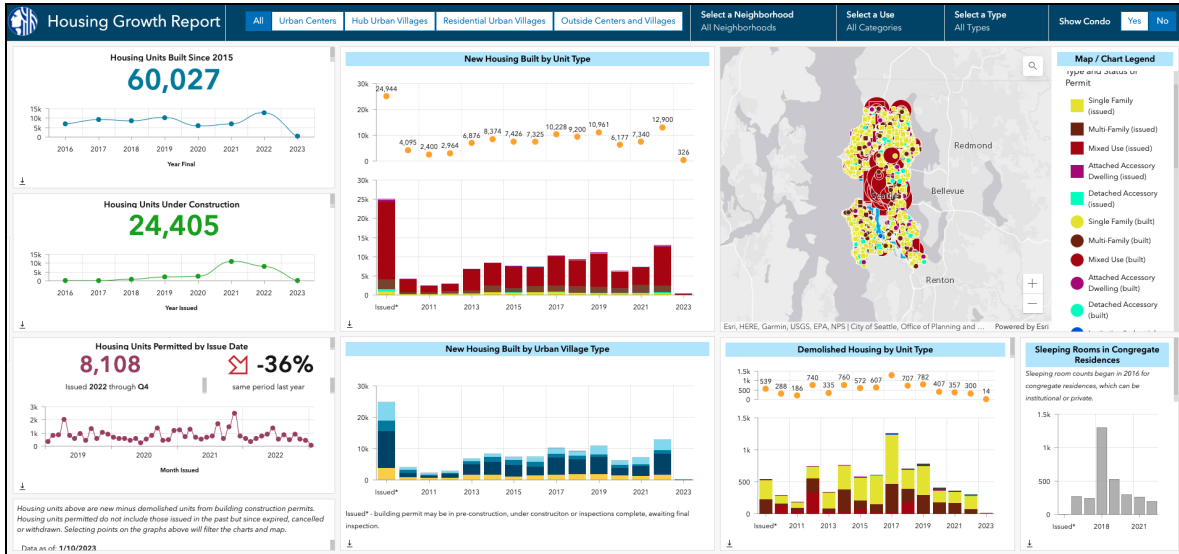 Housing Growth Report
All
Urban Centers
Hub Urban Villages
Residential Urban Villages
Outside Centers and Villages
Select a Neighborhood
All Neighborhoods
Select a Use
All Categories
Select a Type
All Types
Show Condo
Yes
No
Housing Units Built Since 2015
60,027
15k
10k
5k
0
2016 2017 2018 2019 2020 2021 2022 2023
Year Final
Housing Units Under Construction
24,405
15k
10k
5k
0
2016 2017 2018 2019 2020 2021 2022 2023
Year Issued
Housing Units Permitted by Issue Date
8,108
Issued 2022 through Q4
-36%
same period last year
3k
2k
1k
0
2019 2020 2021 2022
Month Issued
Housing units above are new minus demolished units from building construction permits.
Housing units permitted do not include those issued in the past but since expired, cancelled
or withdrawn. Selecting points on the graphs above will filter the charts and map.
Data as of: 1/10/2023
New Housing Built by Unit Type
30k
20k
10k
0
24,944
4,095
2,400
2,964
6,876
8,374
7,426
7,325
10,228
9,200
10,961
6,177
7,340
12,900
326
30k
25k
20k
15k
10k
5k
0
Issued* 2011 2013 2015 2017 2019 2021 2023
New Housing Built by Urban Village Type
30k
20k
10k
0
Issued* 2011 2013 2015 2017 2019 2021 2023
Issued* - building permit may be in pre-construction, under constructon or inspections complete, awaiting final
inspection.
Redmond
Bellevue
Renton
Esri, HERE, Garmin, USGS, EPA, NPS | City of Seattle, Office of Planning and ...
Powered by Esri
Map / Chart Legend
Type and Status of
Permit
Single Family
(issued)
Multi-Family (issued)
Mixed Use (issued)
Attached Accessory
Dwelling (issued)
Detached Accessory
(issued)
Single Family (built)
Multi-Family (built)
Mixed Use (built)
Attached Accessory
Dwelling (built)
Detached Accessory
(built)
Demolished Housing by Unit Type
1.5k
1k
500
0
539
288
186
740
335
760
572
607
707
782
407
357
300
14
1.5k
1k
500
0
Issued* 2011 2013 2015 2017 2019 2021 2023
Sleeping Rooms in Congregate
Residences
Sleeping room counts began in 2016 for
congregate residences, which can be
institutional or private.
1.5k
1k
500
0
Issued* 2018 2021